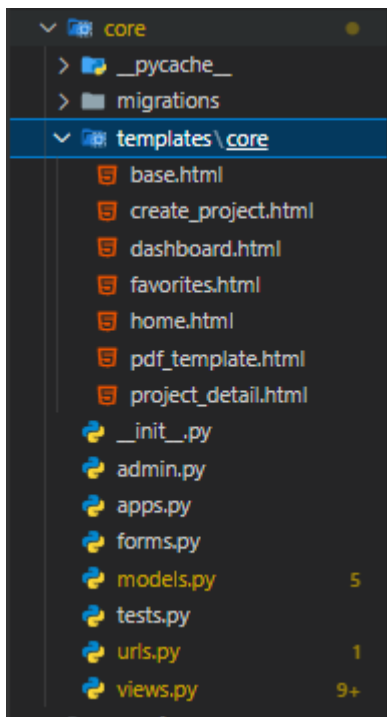 core
__pycache__
migrations
templates\core
base.html
create_project.html
dashboard.html
favorites.html
home.html
pdf_template.html
project_detail.html
__init__.py
admin.py
apps.py
forms.py
models.py 5
tests.py
urls.py 1
views.py 9+